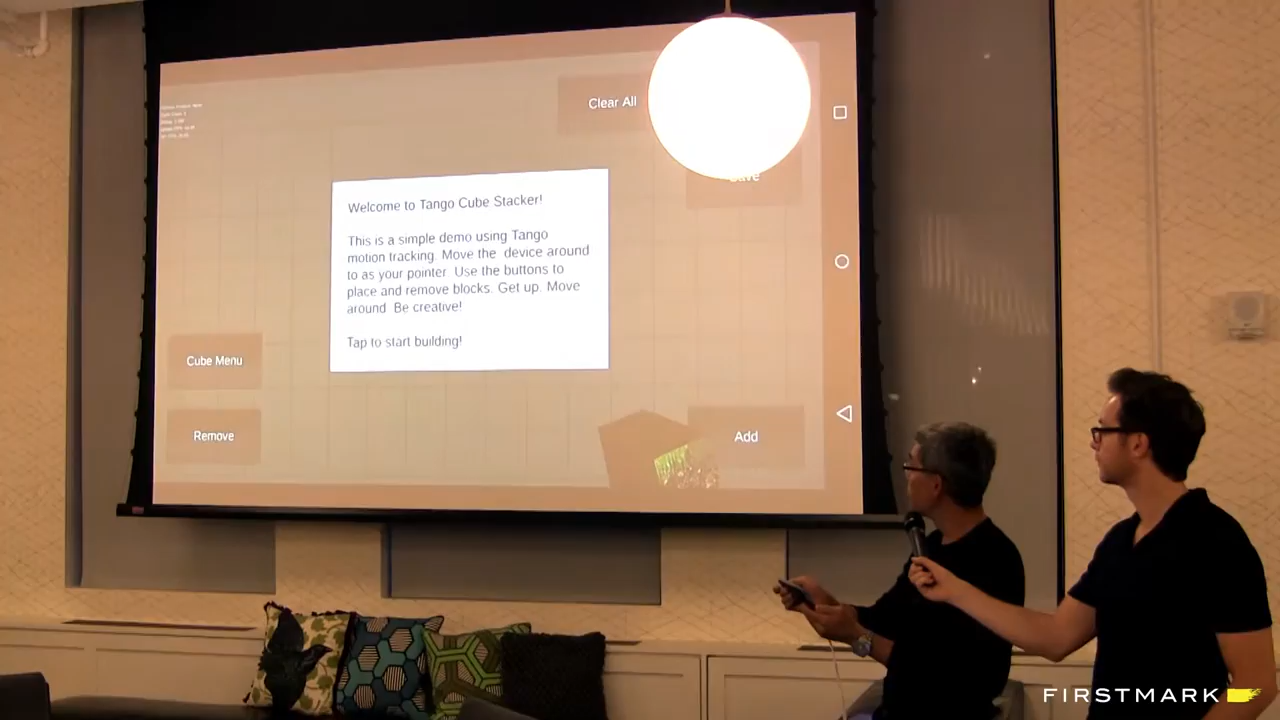 Clear All
Save
Welcome to Tango Cube Stacker!
This is a simple demo using Tango
motion tracking. Move the device around
to as your pointer Use the buttons to
place and remove blocks. Get up. Move
around Be creative!
Tap to start building!
Cube Menu
Remove
Add
FIRSTMARK